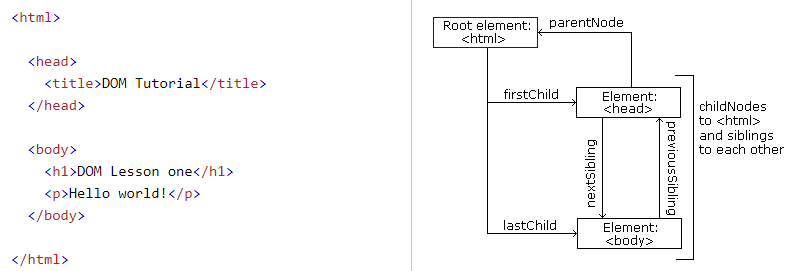 <html>
<head>
<title>DOM Tutorial</title>
</head>
<body>
<h1>DOM Lesson one</h1>
<p>Hello world!</p>
</body>
</html>
Root element:
<html>
parentNode
firstChild
Element:
<head>
nextSibling
previousSibling
childNodes
to <html>
and siblings
to each other
lastChild
Element:
<body>